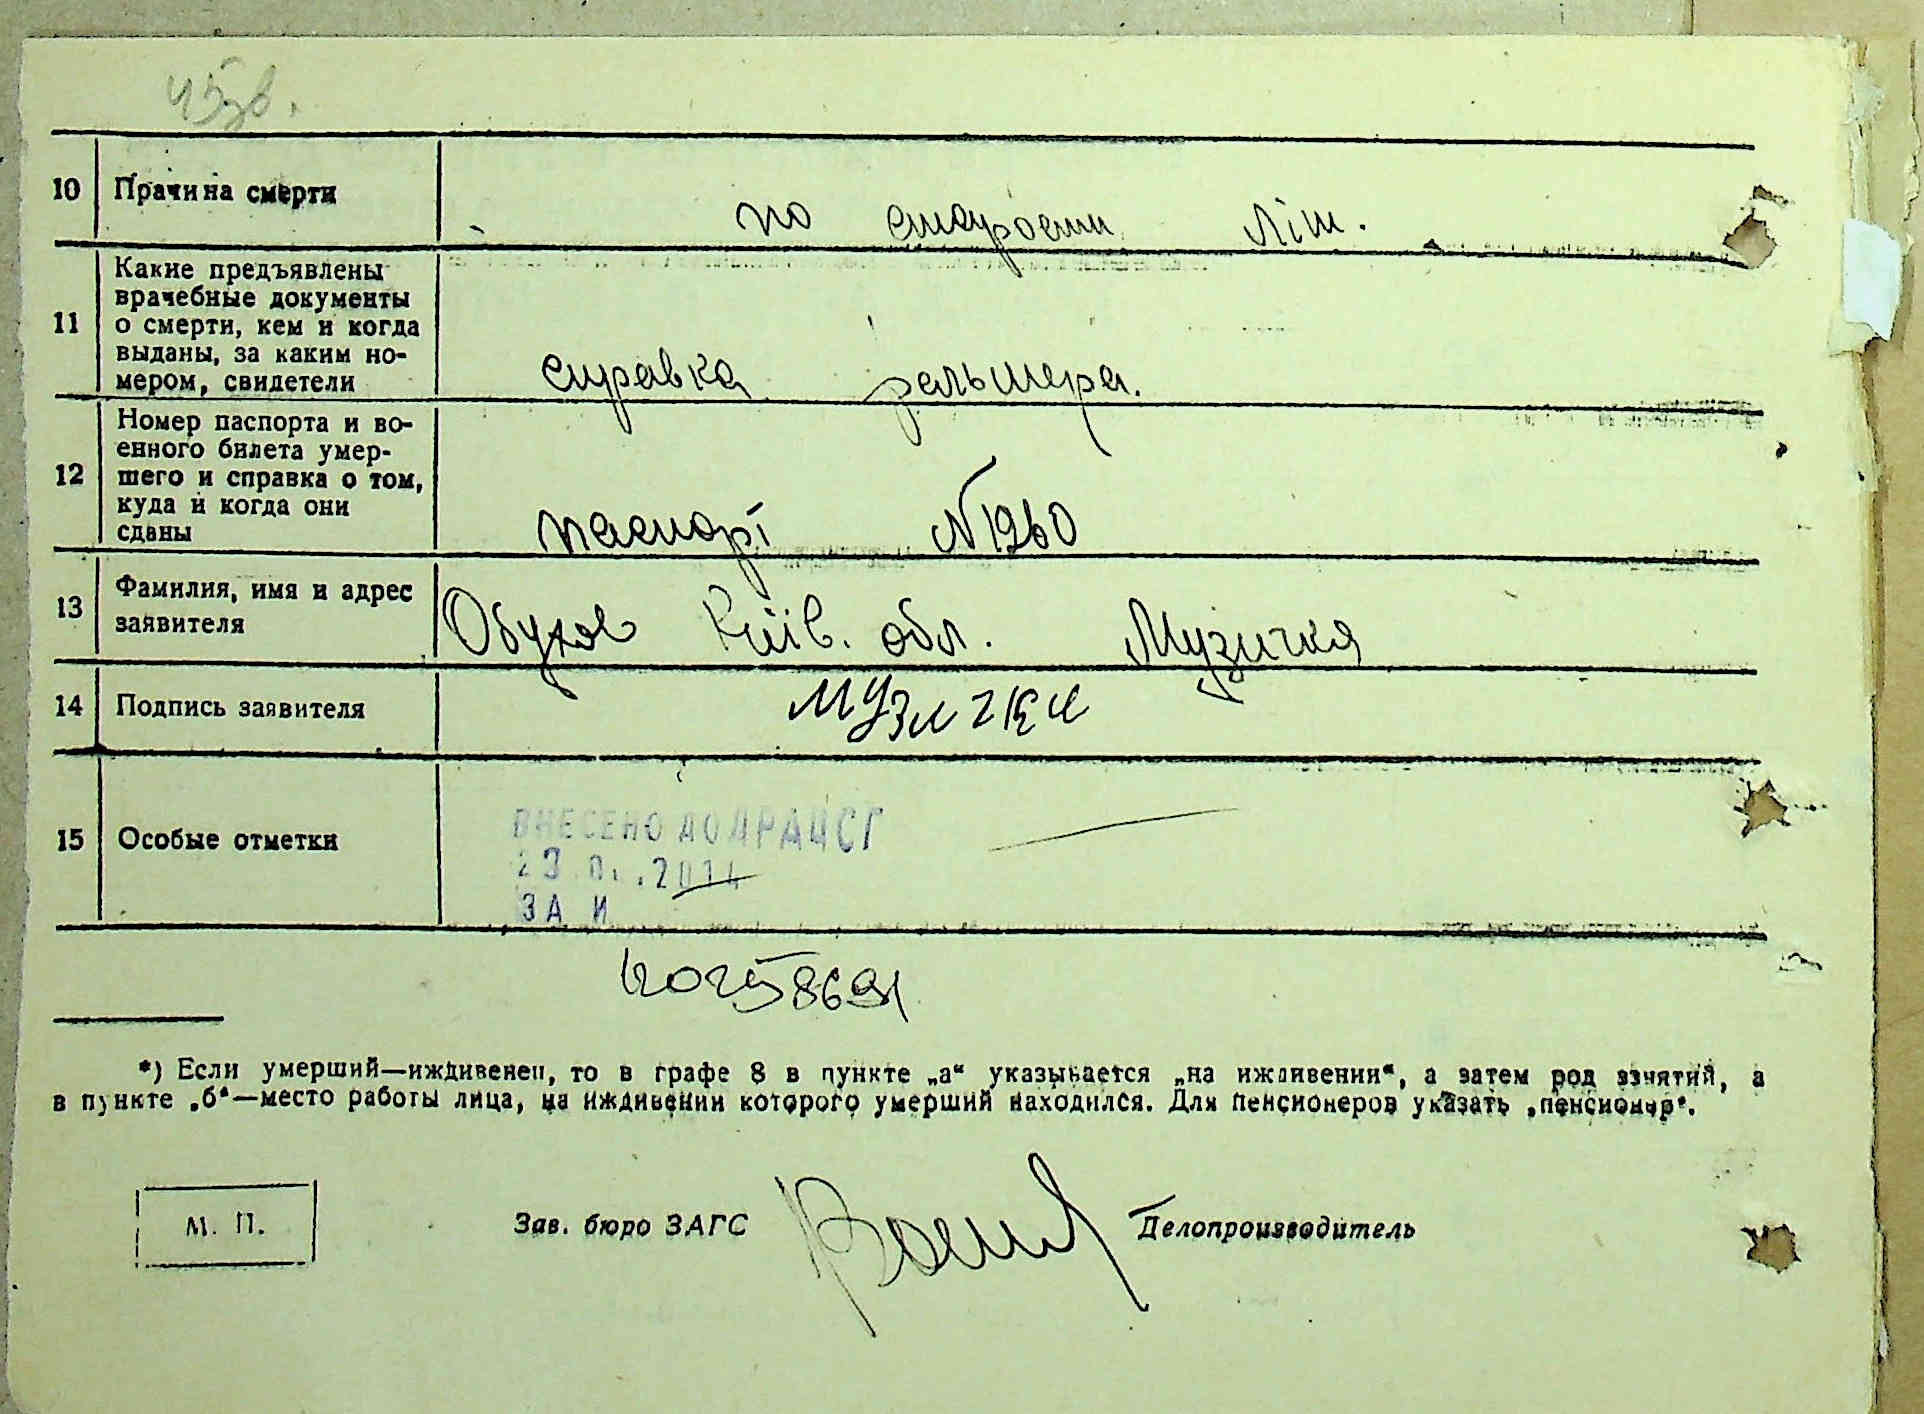 45зв.
10 Причина смерти по старости літ.
11 Какие предъявлены
врачебные документы
о смерти, кем и когда
выданы, за каким но-
мером, свидетели справка фельшера.
12 Номер паспорта и во-
енного билета умер-
шего и справка о том,
куда и когда они
сданы паспорт N 1960
13 Фамилия, имя и адрес
заявителя Обухов Київ. обл. Музичка
14 Подпись заявителя Музичка
15 Особые отметки
ВНЕСЕНО ДО ДРАЦСГ
ЗА И
*) Если умерший—иждивенец, то в графе 8 в пункте „а“ указывается „на иждивении“, а затем род занятий, а
в пункте „б“—место работы лица, на иждивении которого умерший находился. Для пенсионеров указать „пенсионер“.
М. П. Зав. бюро ЗАГС Делопроизводитель